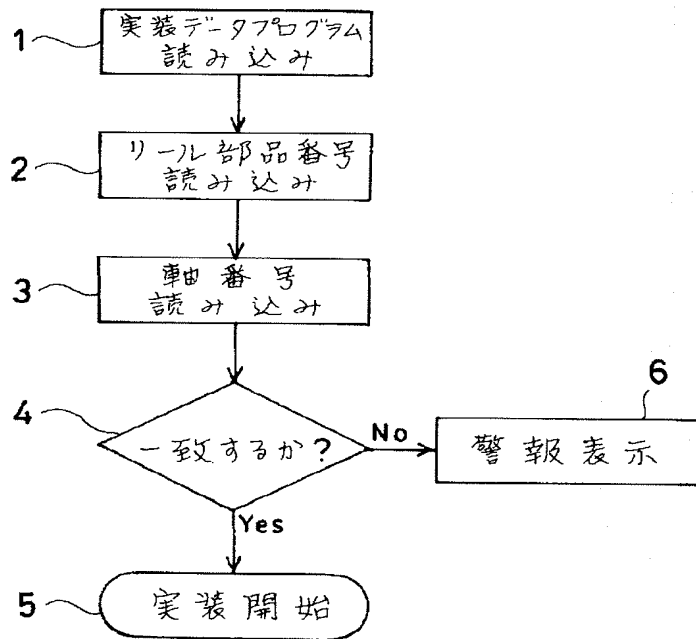 1
実装データプログラム
読み込み
2
リール部品番号
読み込み
3
軸番号
読み込み
4
一致するか?
No
6
警報表示
Yes
5
実装開始